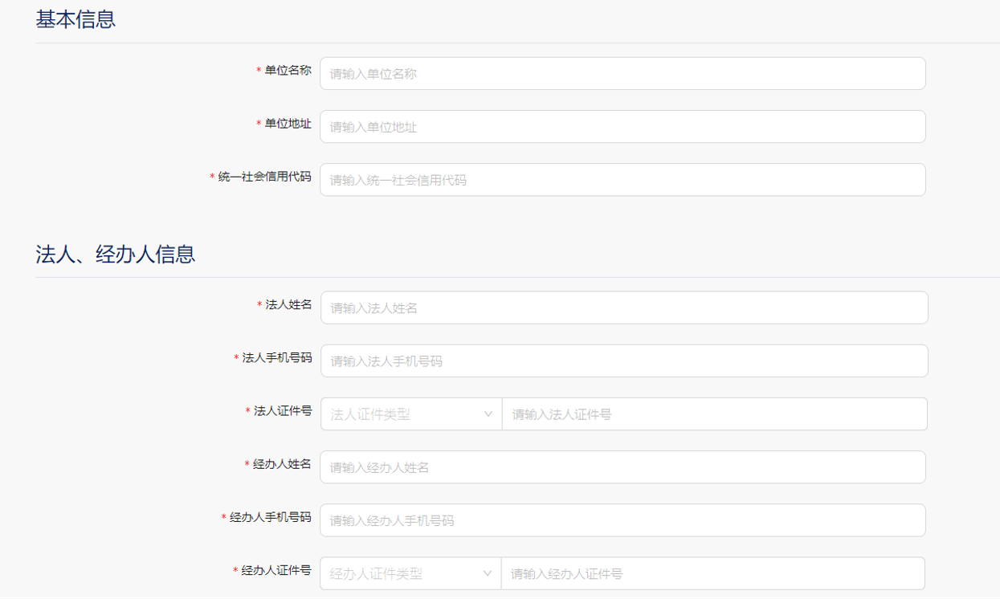 基本信息
* 单位名称 请输入单位名称
* 单位地址 请输入单位地址
* 统一社会信用代码 请输入统一社会信用代码
法人、经办人信息
* 法人姓名 请输入法人姓名
* 法人手机号码 请输入法人手机号码
* 法人证件号 法人证件类型 请输入法人证件号
* 经办人姓名 请输入经办人姓名
* 经办人手机号码 请输入经办人手机号码
* 经办人证件号 经办人证件类型 请输入经办人证件号